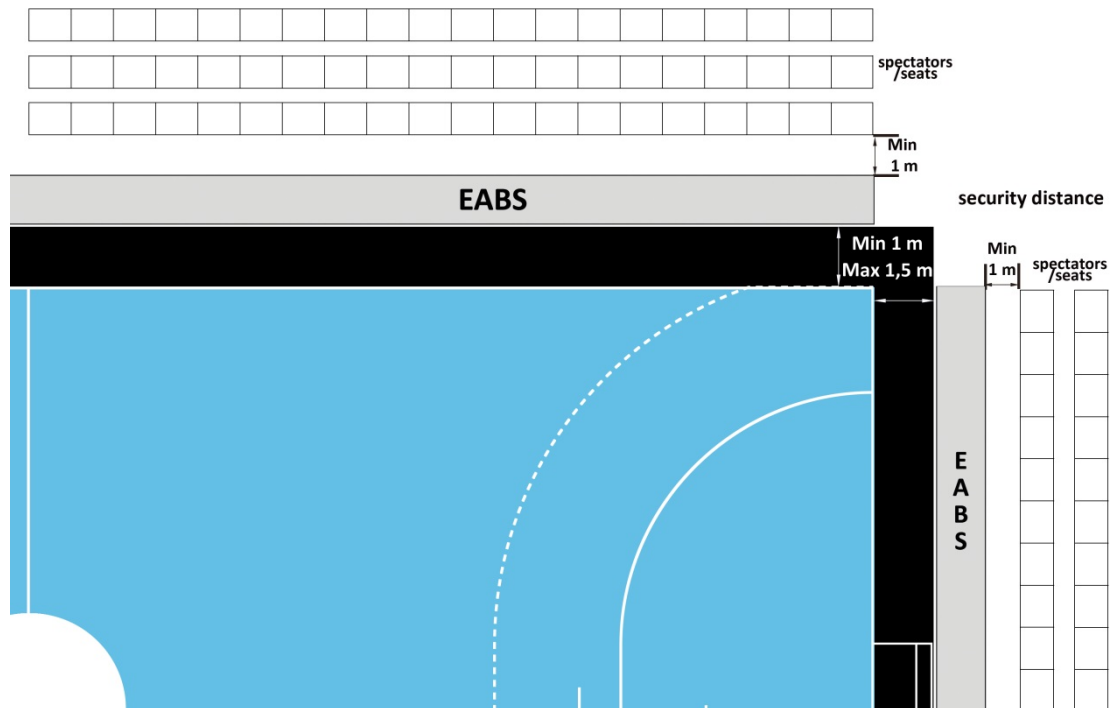 spectators
/seats
Min
1 m
EABS
security distance
Min 1 m
Max 1,5 m
Min
1 m
spectators
/seats
E
A
B
S